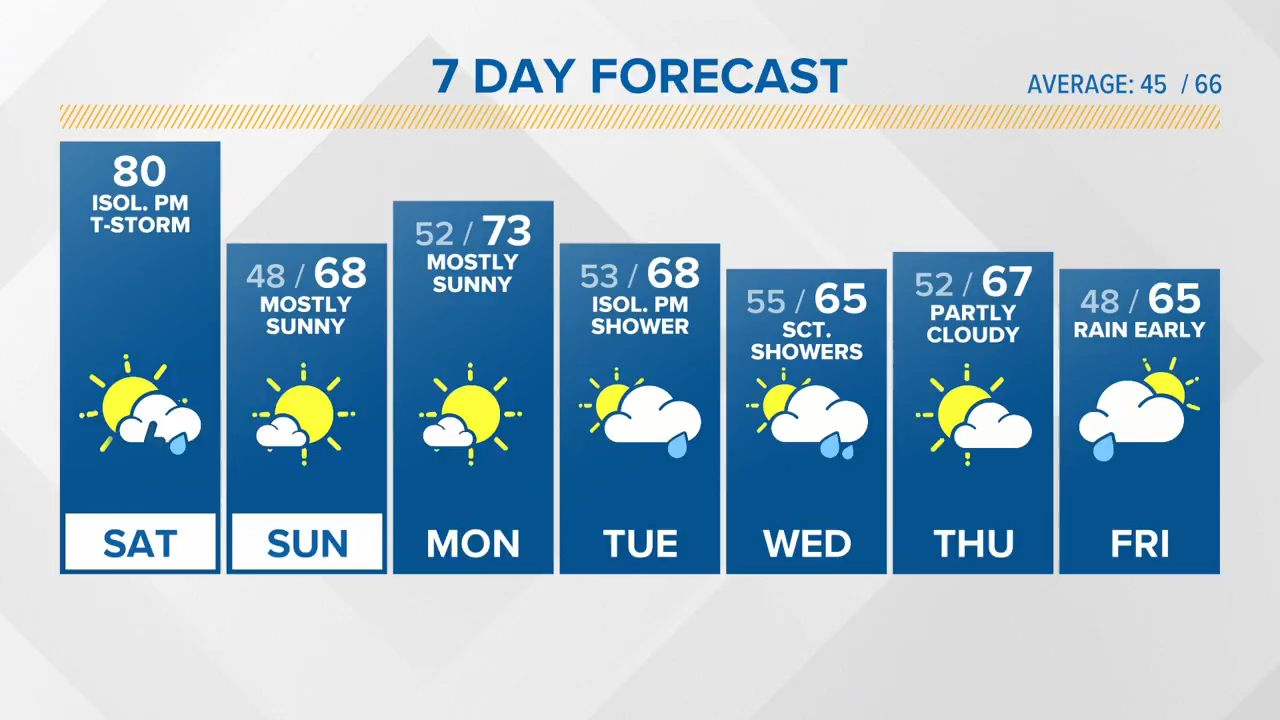 7 DAY FORECAST
AVERAGE: 45 / 66
80
ISOL. PM
T-STORM
SAT
48 / 68
MOSTLY
SUNNY
SUN
52 / 73
MOSTLY
SUNNY
MON
53 / 68
ISOL. PM
SHOWER
TUE
55 / 65
SCT.
SHOWERS
WED
52 / 67
PARTLY
CLOUDY
THU
48 / 65
RAIN EARLY
FRI